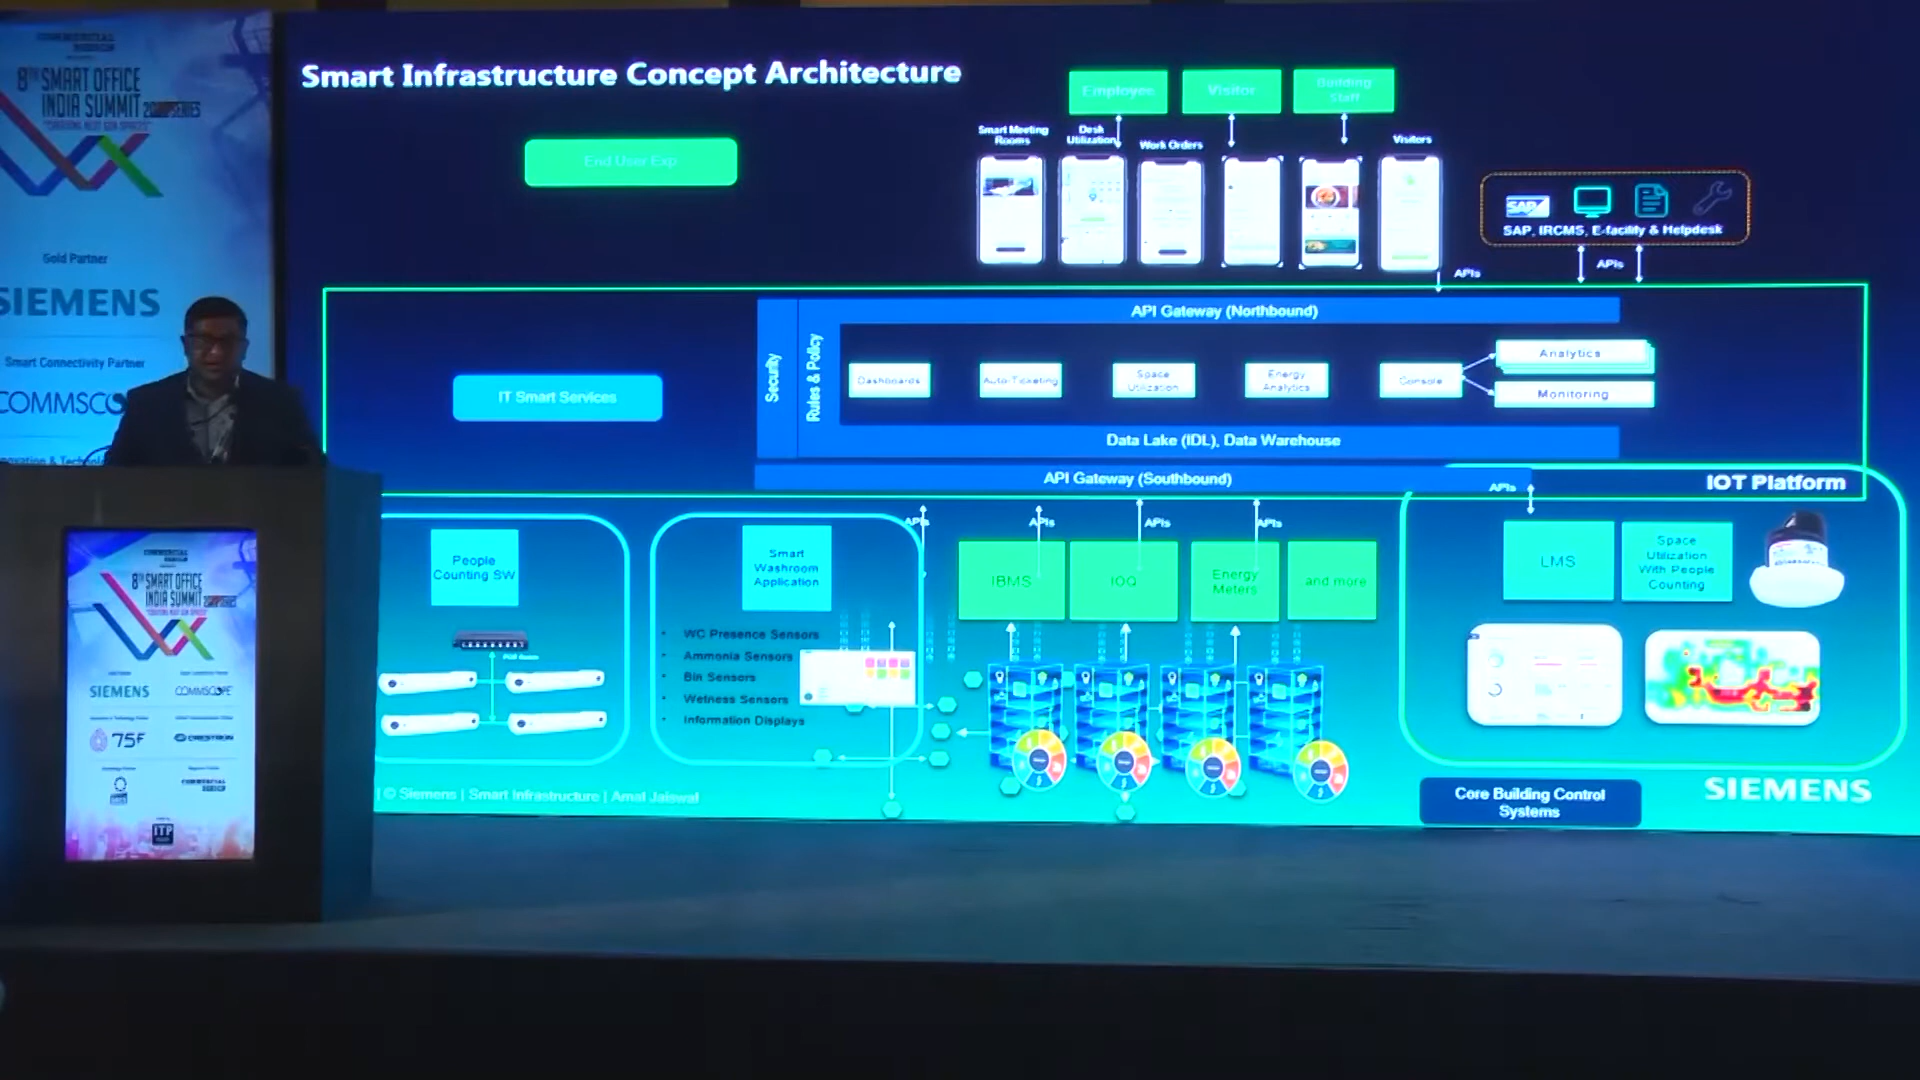 8TH SMART OFFICE
INDIA SUMMIT
Gold Partner
SIEMENS
Smart Connectivity Partner
COMMSCO
Smart Infrastructure Concept Architecture
Employee
Visitor
Building
Staff
End User Exp
Smart Meeting
Rooms
Desk
Utilization
Work Orders
Visitors
SAP
SAP, IRCMS, E-facility & Helpdesk
APIs
APIs
API Gateway (Northbound)
Security
Rules & Policy
Dashboards
Auto-Ticketing
Space
Utilization
Energy
Analytics
Console
Analytics
Monitoring
IT Smart Services
Data Lake (IDL), Data Warehouse
API Gateway (Southbound)
APIs
IOT Platform
APIs
APIs
APIs
APIs
People
Counting SW
Smart
Washroom
Application
IBMS
Energy
Meters
and more
LMS
Space
Utilization
With People
Counting
• WC Presence Sensors
• Ammonia Sensors
• Bin Sensors
• Wetness Sensors
• Information Displays
Core Building Control
Systems
SIEMENS
| © Siemens | Smart Infrastructure | Amal Jaiswal
8TH SMART OFFICE
INDIA SUMMIT
SIEMENS
COMMSCOPE
75F
CRESTRON
ITP